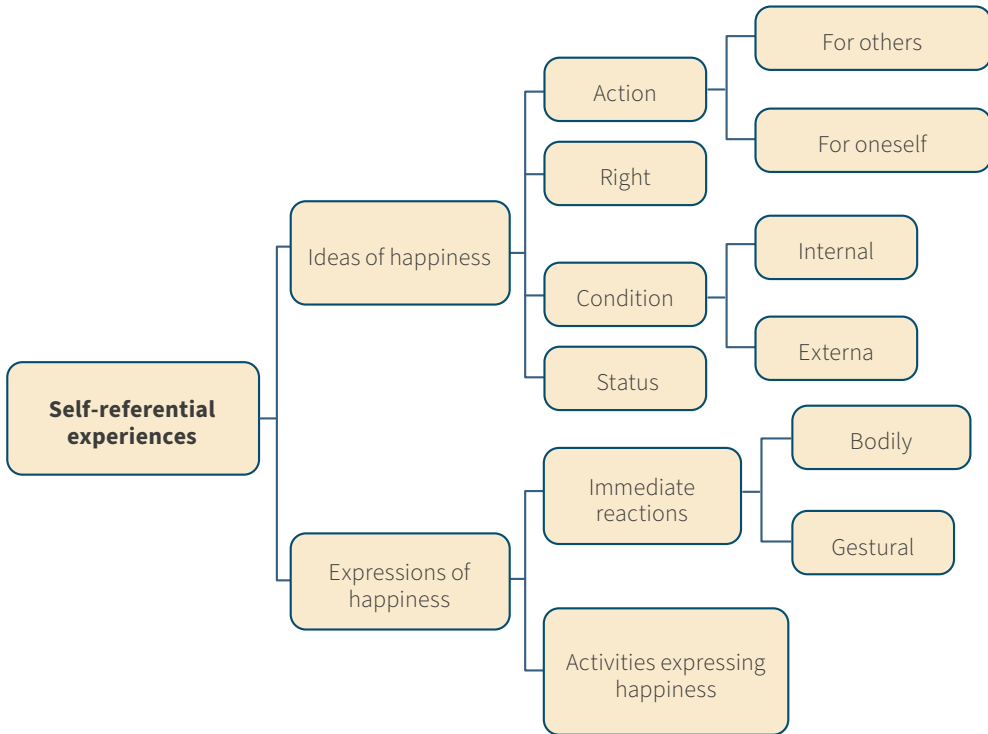 For others
Action
For oneself
Right
Ideas of happiness
Internal
Condition
Externa
Status
Self-referential
experiences
Bodily
Immediate
reactions
Gestural
Expressions of
happiness
Activities expressing
happiness